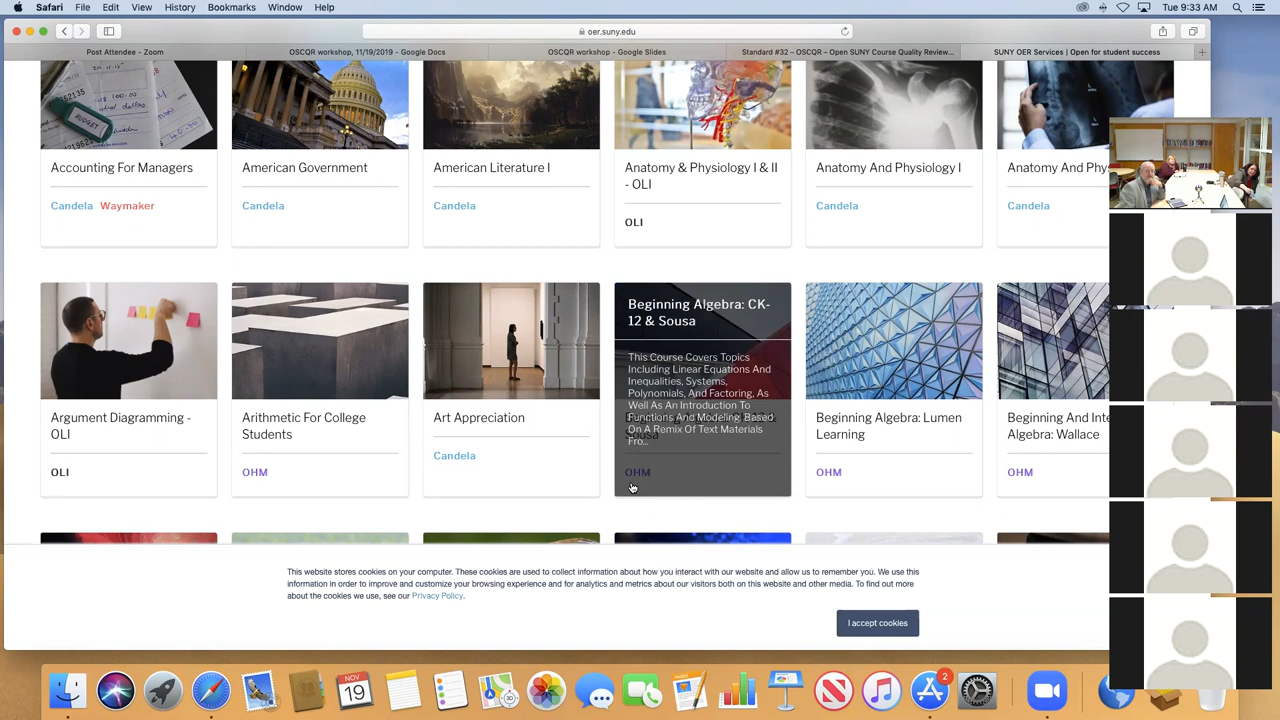 Safari File Edit View History Bookmarks Window Help
Tue 9:33 AM
oer.suny.edu
Post Attendee - Zoom
OSCQR workshop, 11/19/2019 - Google Docs
OSCQR workshop - Google Slides
Standard #32 – OSCQR – Open SUNY Course Quality Review...
SUNY OER Services | Open for student success
BUDGET
Accounting For Managers
Candela Waymaker
American Government
Candela
American Literature I
Candela
Anatomy & Physiology I & II
- OLI
OLI
Anatomy And Physiology I
Candela
Anatomy And Phy
Candela
Argument Diagramming -
OLI
OLI
Arithmetic For College
Students
OHM
Art Appreciation
Candela
Beginning Algebra: CK-
12 & Sousa
This Course Covers Topics
Including Linear Equations And
Inequalities, Systems,
Polynomials, And Factoring, As
Well As An Introduction To
Functions And Modeling. Based
On A Remix Of Text Materials
Fro...
Sousa
OHM
Beginning Algebra: Lumen
Learning
OHM
Beginning And Inte
Algebra: Wallace
OHM
This website stores cookies on your computer. These cookies are used to collect information about how you interact with our website and allow us to remember you. We use this
information in order to improve and customize your browsing experience and for analytics and metrics about our visitors both on this website and other media. To find out more
about the cookies we use, see our Privacy Policy.
I accept cookies
NOV
19
2